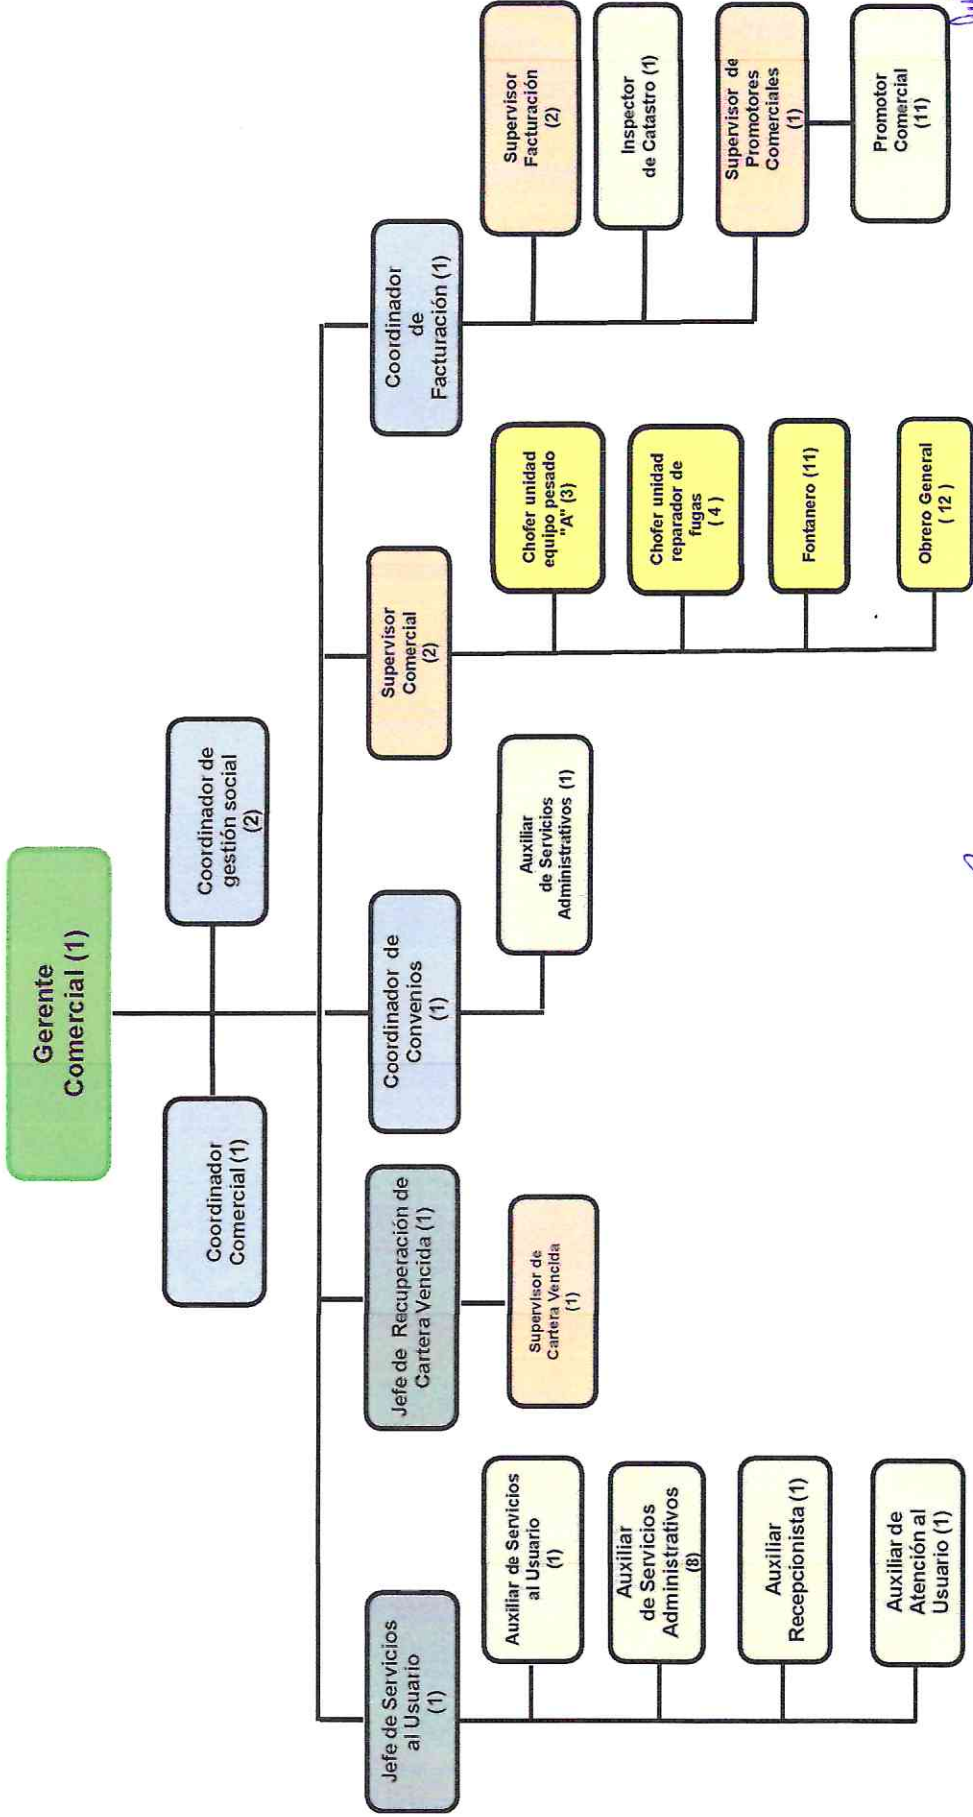 Gerente
Comercial (1)
Coordinador
Comercial (1)
Coordinador de
gestión social
(2)
Jefe de Servicios
al Usuario
(1)
Auxiliar de Servicios
al Usuario
(1)
Auxiliar
de Servicios
Administrativos
(8)
Auxiliar
Recepcionista (1)
Auxiliar de
Atención al
Usuario (1)
Jefe de Recuperación de
Cartera Vencida (1)
Supervisor de
Cartera Vencida
(1)
Coordinador de
Convenios
(1)
Auxiliar
de Servicios
Administrativos (1)
Supervisor
Comercial
(2)
Chofer unidad
equipo pesado
"A" (3)
Chofer unidad
reparador de
fugas
( 4 )
Fontanero (11)
Obrero General
( 12 )
Coordinador
de
Facturación (1)
Supervisor
Facturación
(2)
Inspector
de Catastro (1)
Supervisor de
Promotores
Comerciales
(1)
Promotor
Comercial
(11)